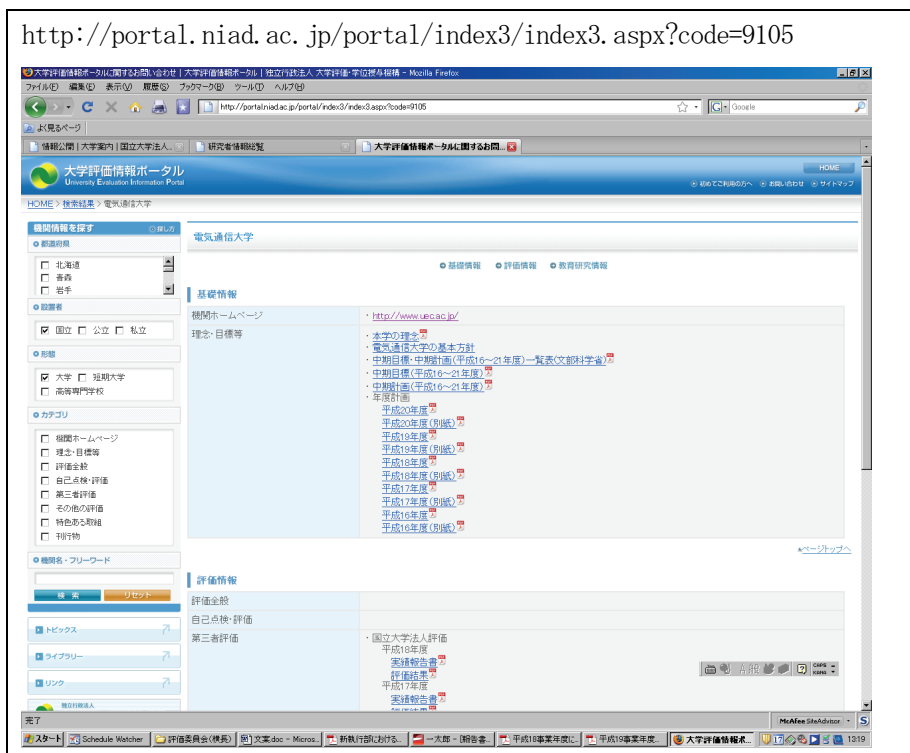 http://portal.niad.ac.jp/portal/index3/index3.aspx?code=9105
大学評価情報ポータルに関するお問い合わせ | 大学評価情報ポータル | 独立行政法人 大学評価・学位授与機構 - Mozilla Firefox
ファイル(F) 編集(E) 表示(V) 履歴(S) ブックマーク(B) ツール(T) ヘルプ(H)
http://portal.niad.ac.jp/portal/index3/index3.aspx?code=9105
Google
よく見るページ
情報公開 | 大学案内 | 国立大学法人... 研究者情報総覧 大学評価情報ポータルに関するお問...
大学評価情報ポータル
University Evaluation Information Portal
HOME
初めてご利用の方へ お問い合わせ サイトマップ
HOME > 検索結果 > 電気通信大学
機関情報を探す 探し方
都道府県
北海道
青森
岩手
設置者
国立 公立 私立
形態
大学 短期大学
高等専門学校
カテゴリ
機関ホームページ
理念・目標等
評価全般
自己点検・評価
第三者評価
その他の評価
特色ある取組
刊行物
機関名・フリーワード
検 索 リセット
トピックス
ライブラリー
リンク
独立行政法人
電気通信大学
基礎情報 評価情報 教育研究情報
基礎情報
機関ホームページ ・http://www.uec.ac.jp/
理念・目標等 ・本学の理念
・電気通信大学の基本方針
・中期目標・中期計画(平成16～21年度)一覧表(文部科学省)
・中期目標(平成16～21年度)
・中期計画(平成16～21年度)
・年度計画
平成20年度
平成20年度(別紙)
平成19年度
平成19年度(別紙)
平成18年度
平成18年度(別紙)
平成17年度
平成17年度(別紙)
平成16年度
平成16年度(別紙)
ページトップへ
評価情報
評価全般
自己点検・評価
第三者評価 ・国立大学法人評価
平成18年度
実績報告書
評価結果
平成17年度
実績報告書
CAPS
KANA
完了
McAfee SiteAdvisor
スタート Schedule Watcher 評価委員会(横長) 文案.doc - Micros... 新執行部における... 一太郎 - [報告書... 平成18事業年度に... 平成19事業年度... 大学評価情報ポ... 13:19